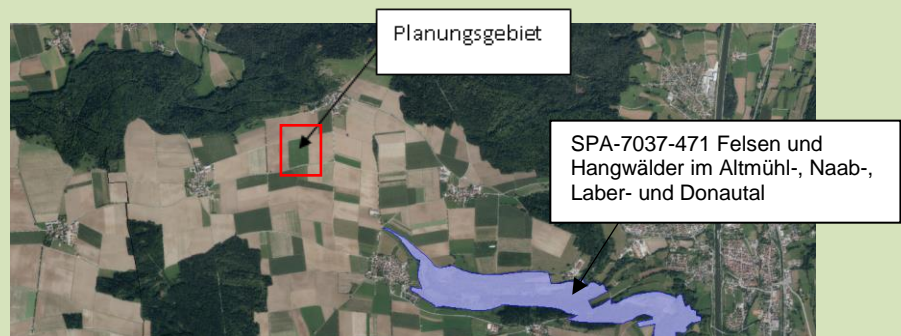 Planungsgebiet
SPA-7037-471 Felsen und
Hangwälder im Altmühl-, Naab-,
Laber- und Donautal